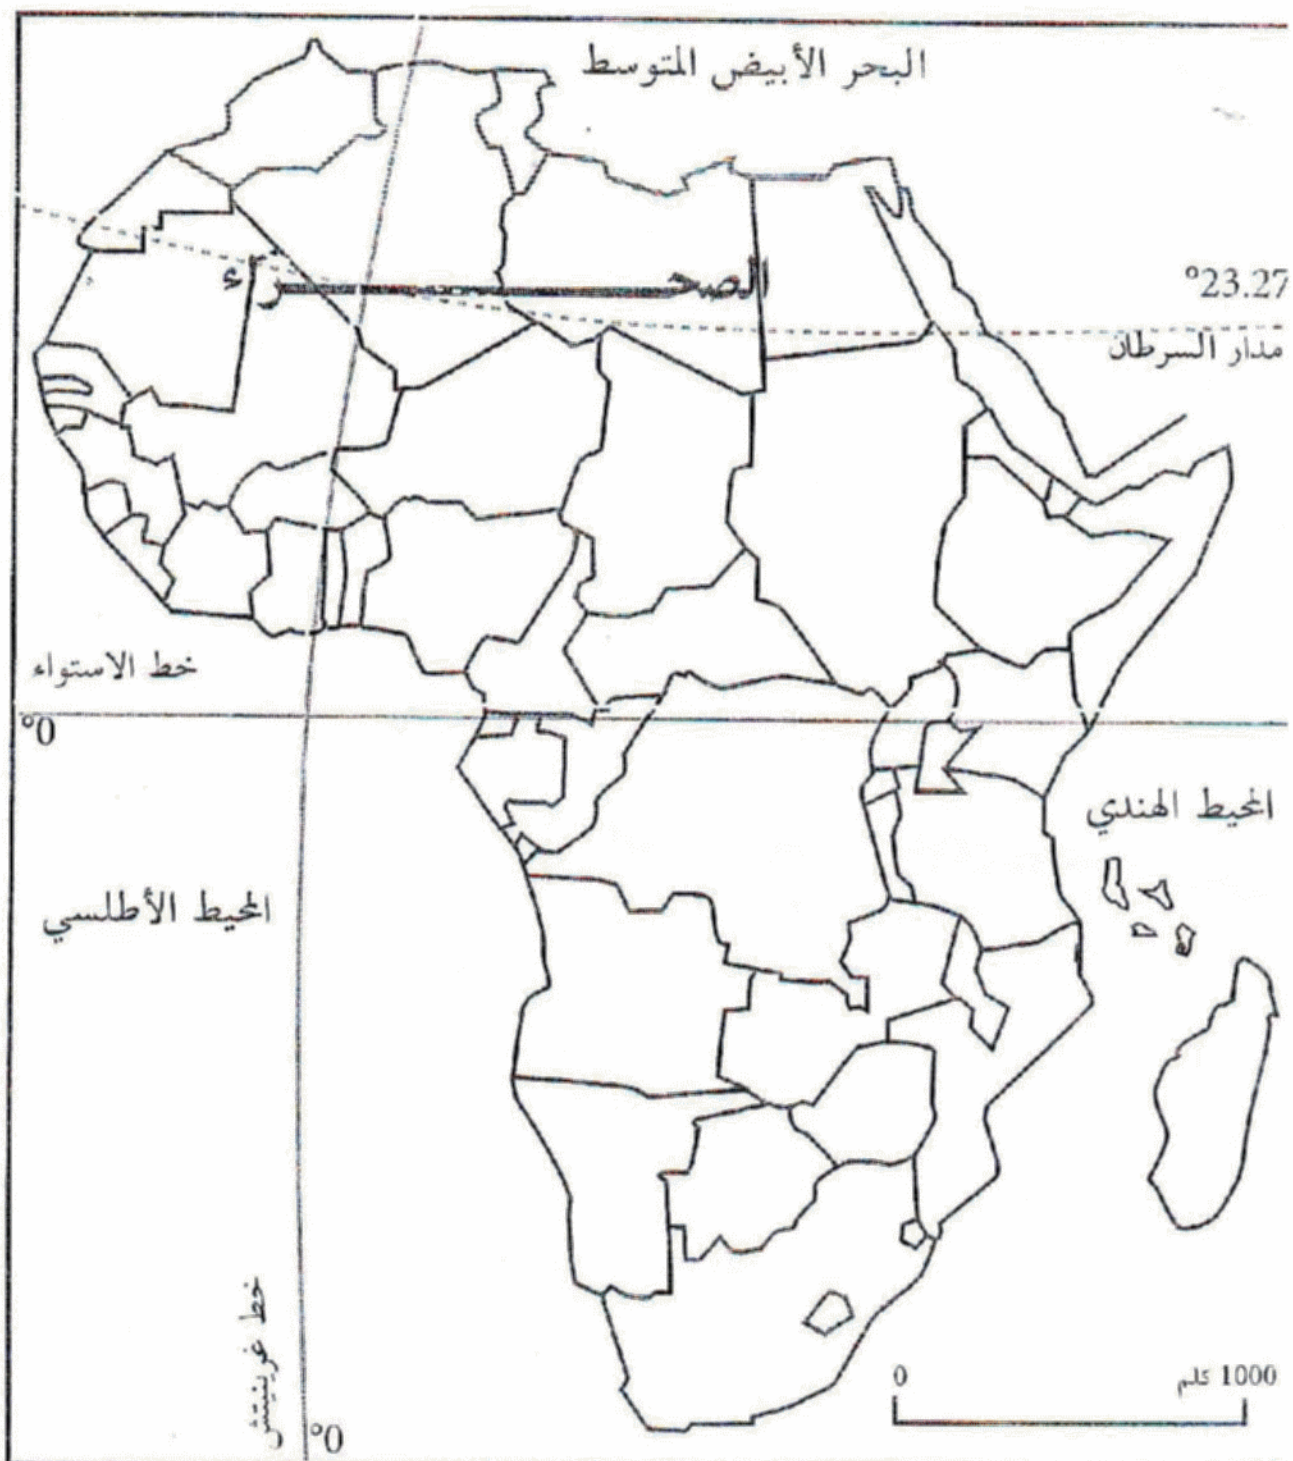 البحر الأبيض المتوسط
°23.27
مدار السرطان
الصحراء
خط الاستواء
°0
المحيط الهندي
المحيط الأطلسي
خط غرينيتش
°0
0
1000 كلم